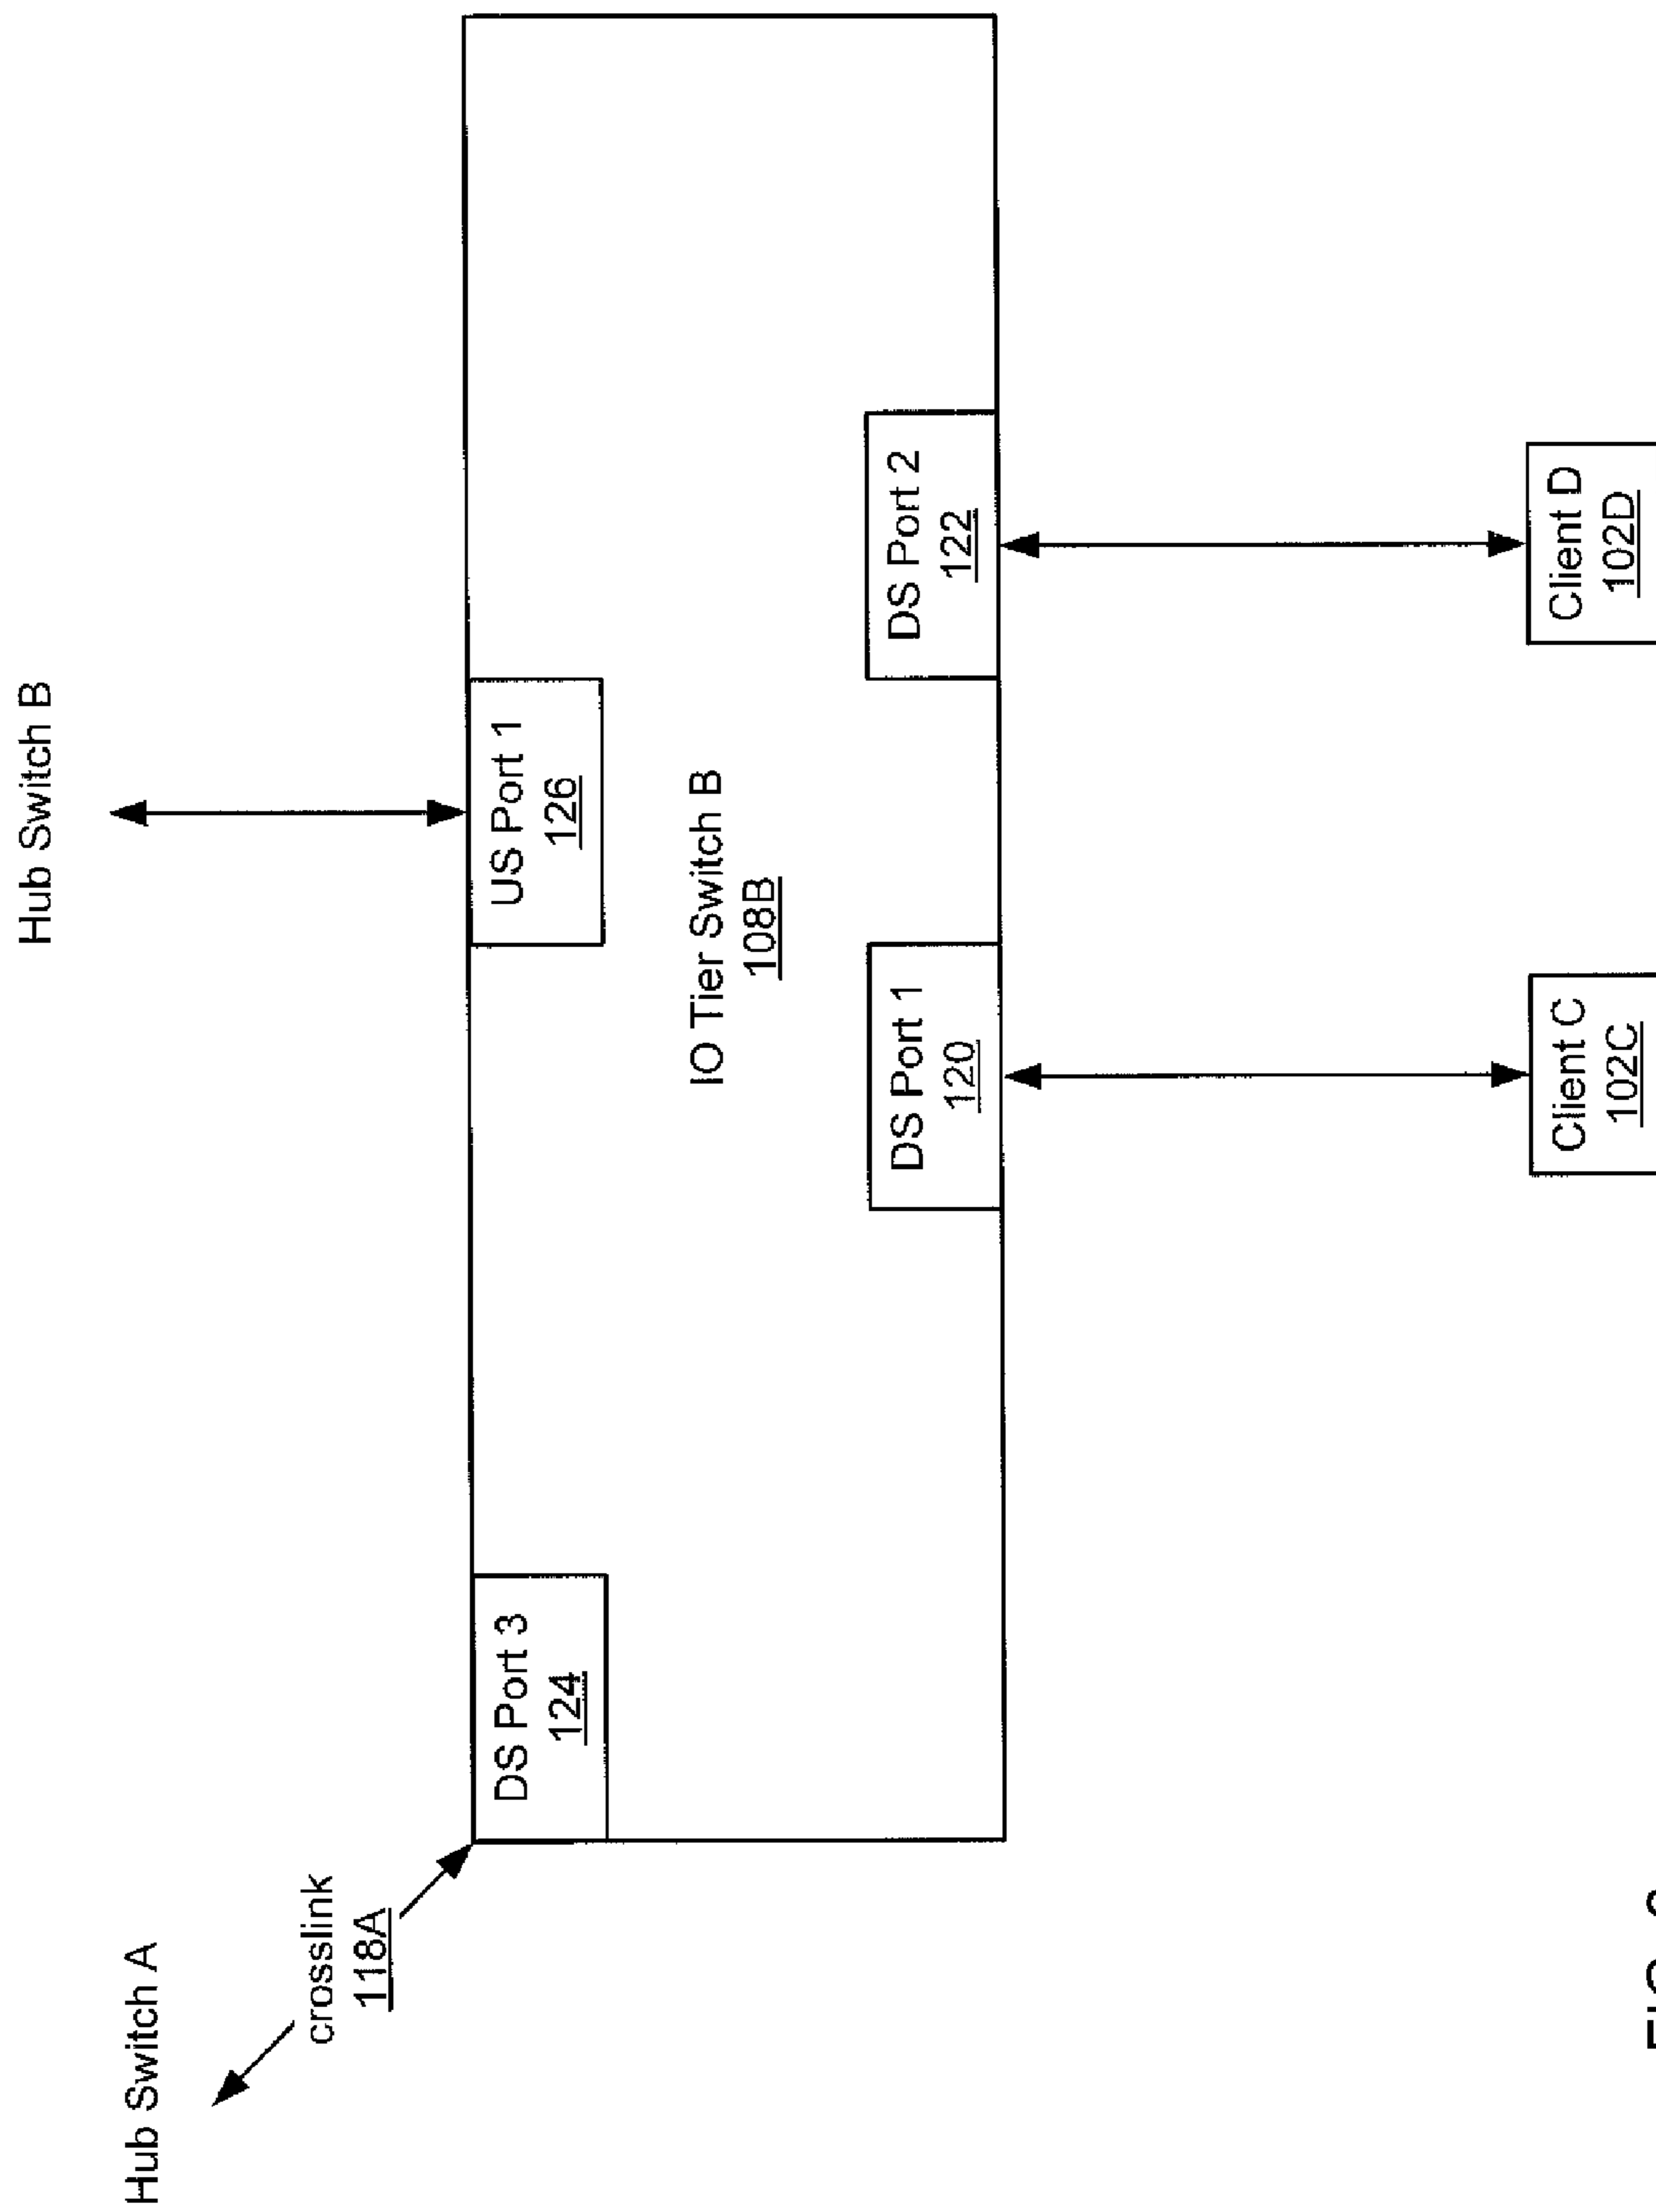 Hub Switch B
Hub Switch A
crosslink
118A
DS Port 3
124
US Port 1
126
IO Tier Switch B
108B
DS Port 1
120
DS Port 2
122
Client C
102C
Client D
102D